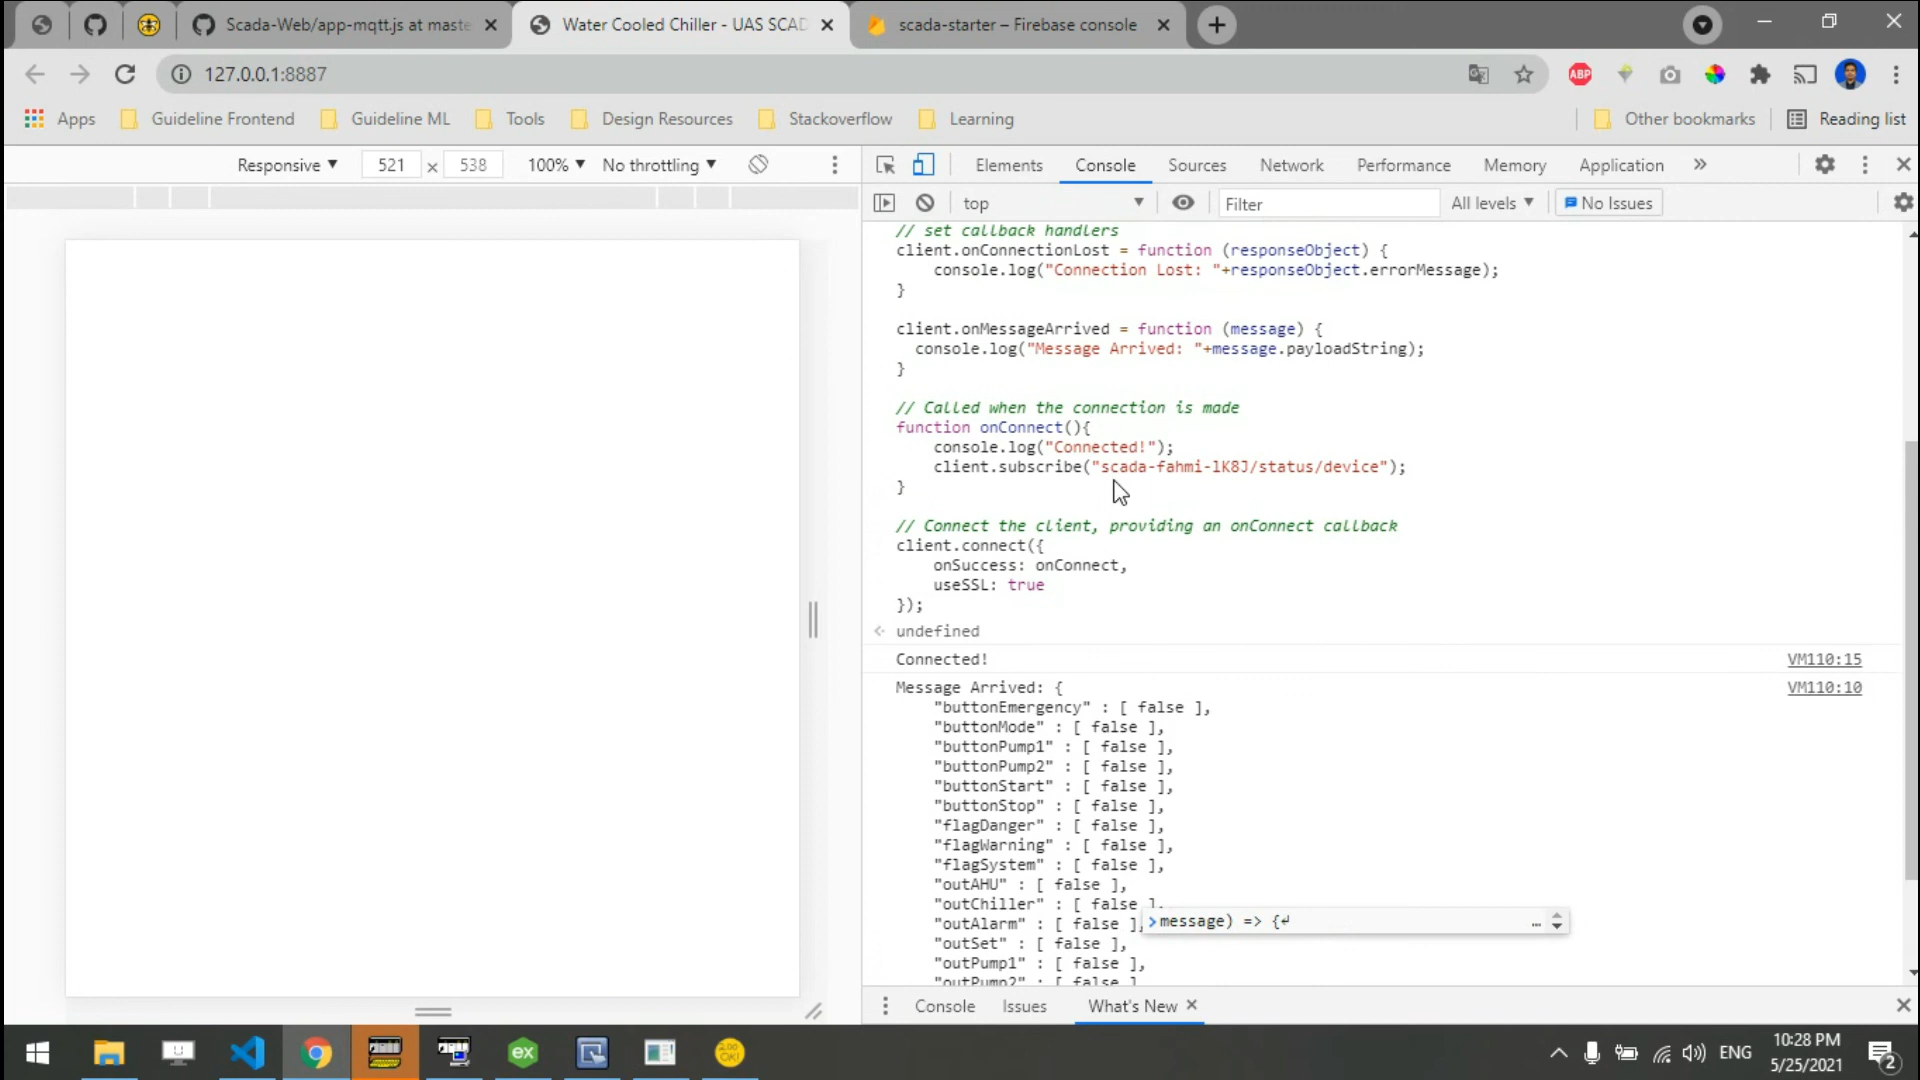 Scada-Web/app-mqtt.js at maste
Water Cooled Chiller - UAS SCAD
scada-starter – Firebase console
127.0.0.1:8887
ABP
Apps
Guideline Frontend
Guideline ML
Tools
Design Resources
Stackoverflow
Learning
Other bookmarks
Reading list
Responsive
521
×
538
100%
No throttling
Elements
Console
Sources
Network
Performance
Memory
Application
top
Filter
All levels
No Issues
// set callback handlers
client.onConnectionLost = function (responseObject) {
console.log("Connection Lost: "+responseObject.errorMessage);
}
client.onMessageArrived = function (message) {
console.log("Message Arrived: "+message.payloadString);
}
// Called when the connection is made
function onConnect(){
console.log("Connected!");
client.subscribe("scada-fahmi-lK8J/status/device");
}
// Connect the client, providing an onConnect callback
client.connect({
onSuccess: onConnect,
useSSL: true
});
undefined
Connected!
VM110:15
Message Arrived: {
VM110:10
"buttonEmergency" : [ false ],
"buttonMode" : [ false ],
"buttonPump1" : [ false ],
"buttonPump2" : [ false ],
"buttonStart" : [ false ],
"buttonStop" : [ false ],
"flagDanger" : [ false ],
"flagWarning" : [ false ],
"flagSystem" : [ false ],
"outAHU" : [ false ],
"outChiller" : [ false ],
"outAlarm" : [ false ],
message) => {↵
…
"outSet" : [ false ],
"outPump1" : [ false ],
"outPump2" : [ false ]
Console
Issues
What's New
ex
ENG
10:28 PM
5/25/2021
2